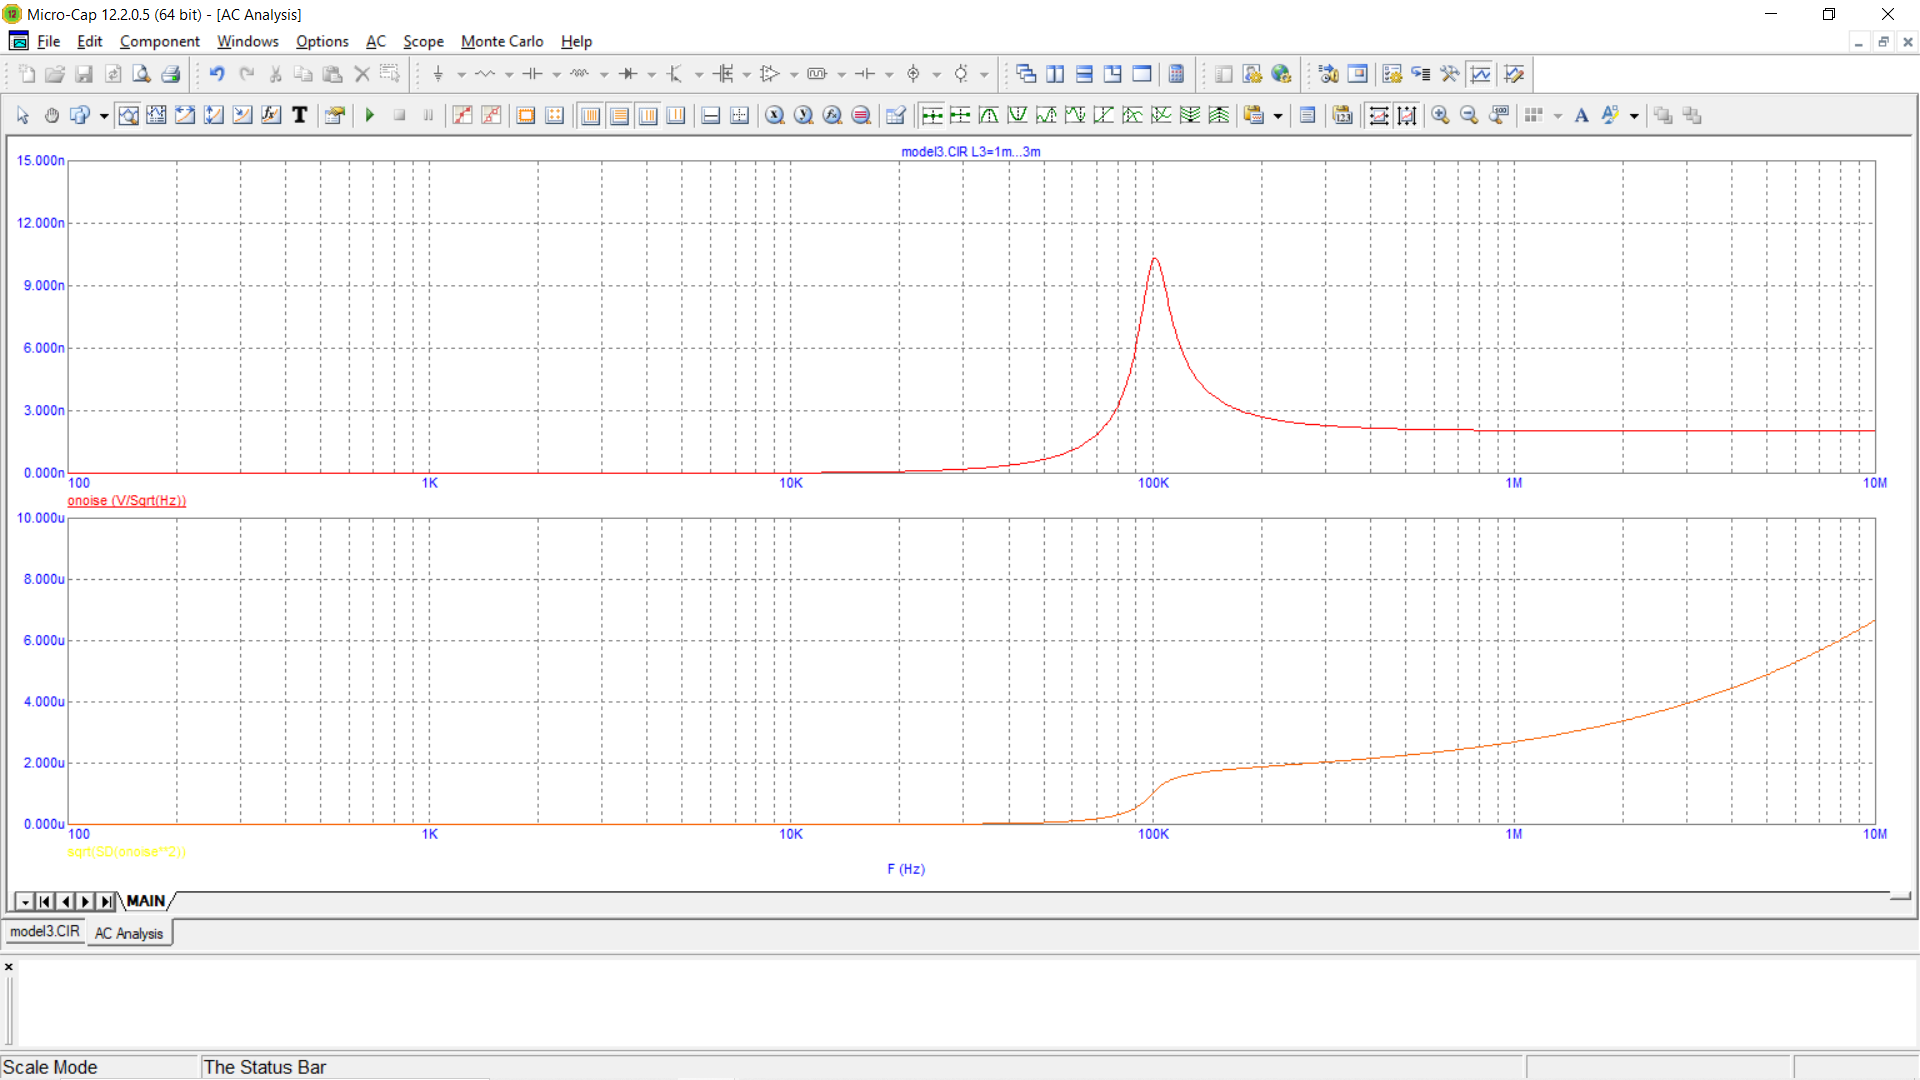 Micro-Cap 12.2.0.5 (64 bit) - [AC Analysis]
File Edit Component Windows Options AC Scope Monte Carlo Help
model3.CIR L3=1m...3m
15.000n
12.000n
9.000n
6.000n
3.000n
0.000n
100 1K 10K 100K 1M 10M
onoise (V/Sqrt(Hz))
10.000u
8.000u
6.000u
4.000u
2.000u
0.000u
100 1K 10K 100K 1M 10M
sqrt(SD(onoise**2))
F (Hz)
MAIN
model3.CIR AC Analysis
Scale Mode The Status Bar